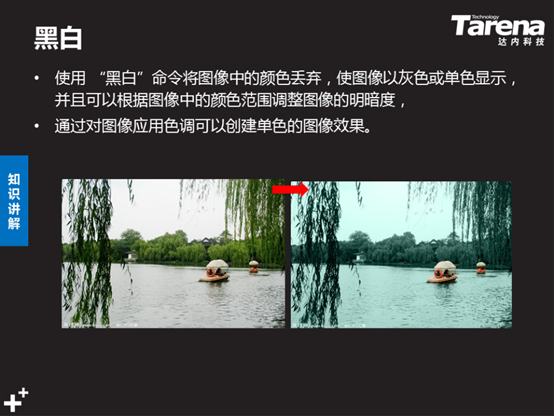 黑白
Technology
Tarena
达内科技
• 使用 “黑白”命令将图像中的颜色丢弃，使图像以灰色或单色显示，
并且可以根据图像中的颜色范围调整图像的明暗度，
• 通过对图像应用色调可以创建单色的图像效果。
知识讲解